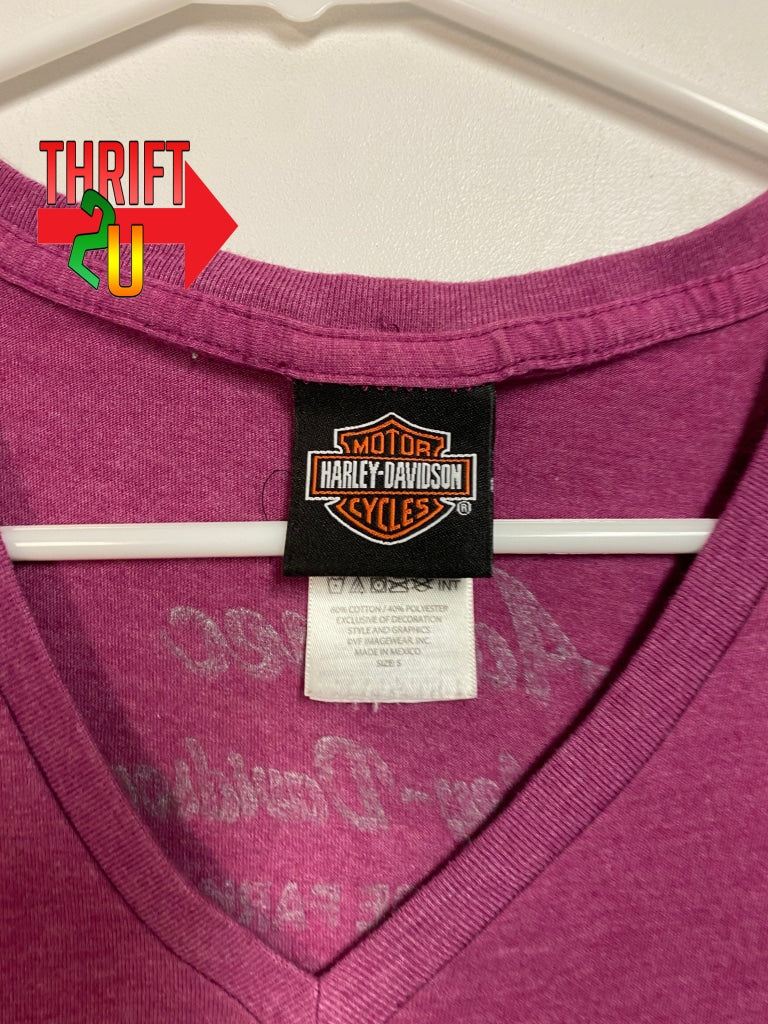 THRIFT
2U
MOTOR
HARLEY-DAVIDSON
CYCLES ®
INT
60% COTTON / 40% POLYESTER
EXCLUSIVE OF DECORATION
STYLE AND GRAPHICS
©VF IMAGEWEAR, INC.
MADE IN MEXICO
SIZE: S